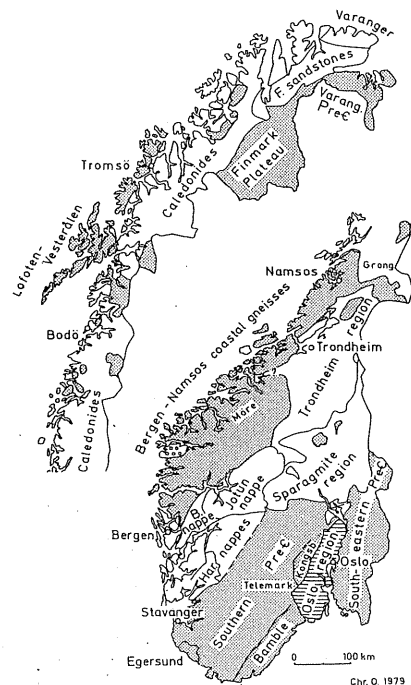 Varanger
F. sandstones
Varang.
Pre€
Finmark
Plateau
Caledonides
Tromsö
Lofoten-
Vesterålen
Bodö
Caledonides
Namsos
Grong
Bergen-Namsos coastal gneisses
Trondheim
Trondheim
region
?
Möre
Sparagmite
region
Jotun
nappe
B.
nappe
Bergen
Har. nappes
Stavanger
Egersund
Southern Pre€
Telemark
Kongsb.
Oslo region
Bamble
Oslo
South-
eastern Pre€
0 100 km
Chr. O. 1979